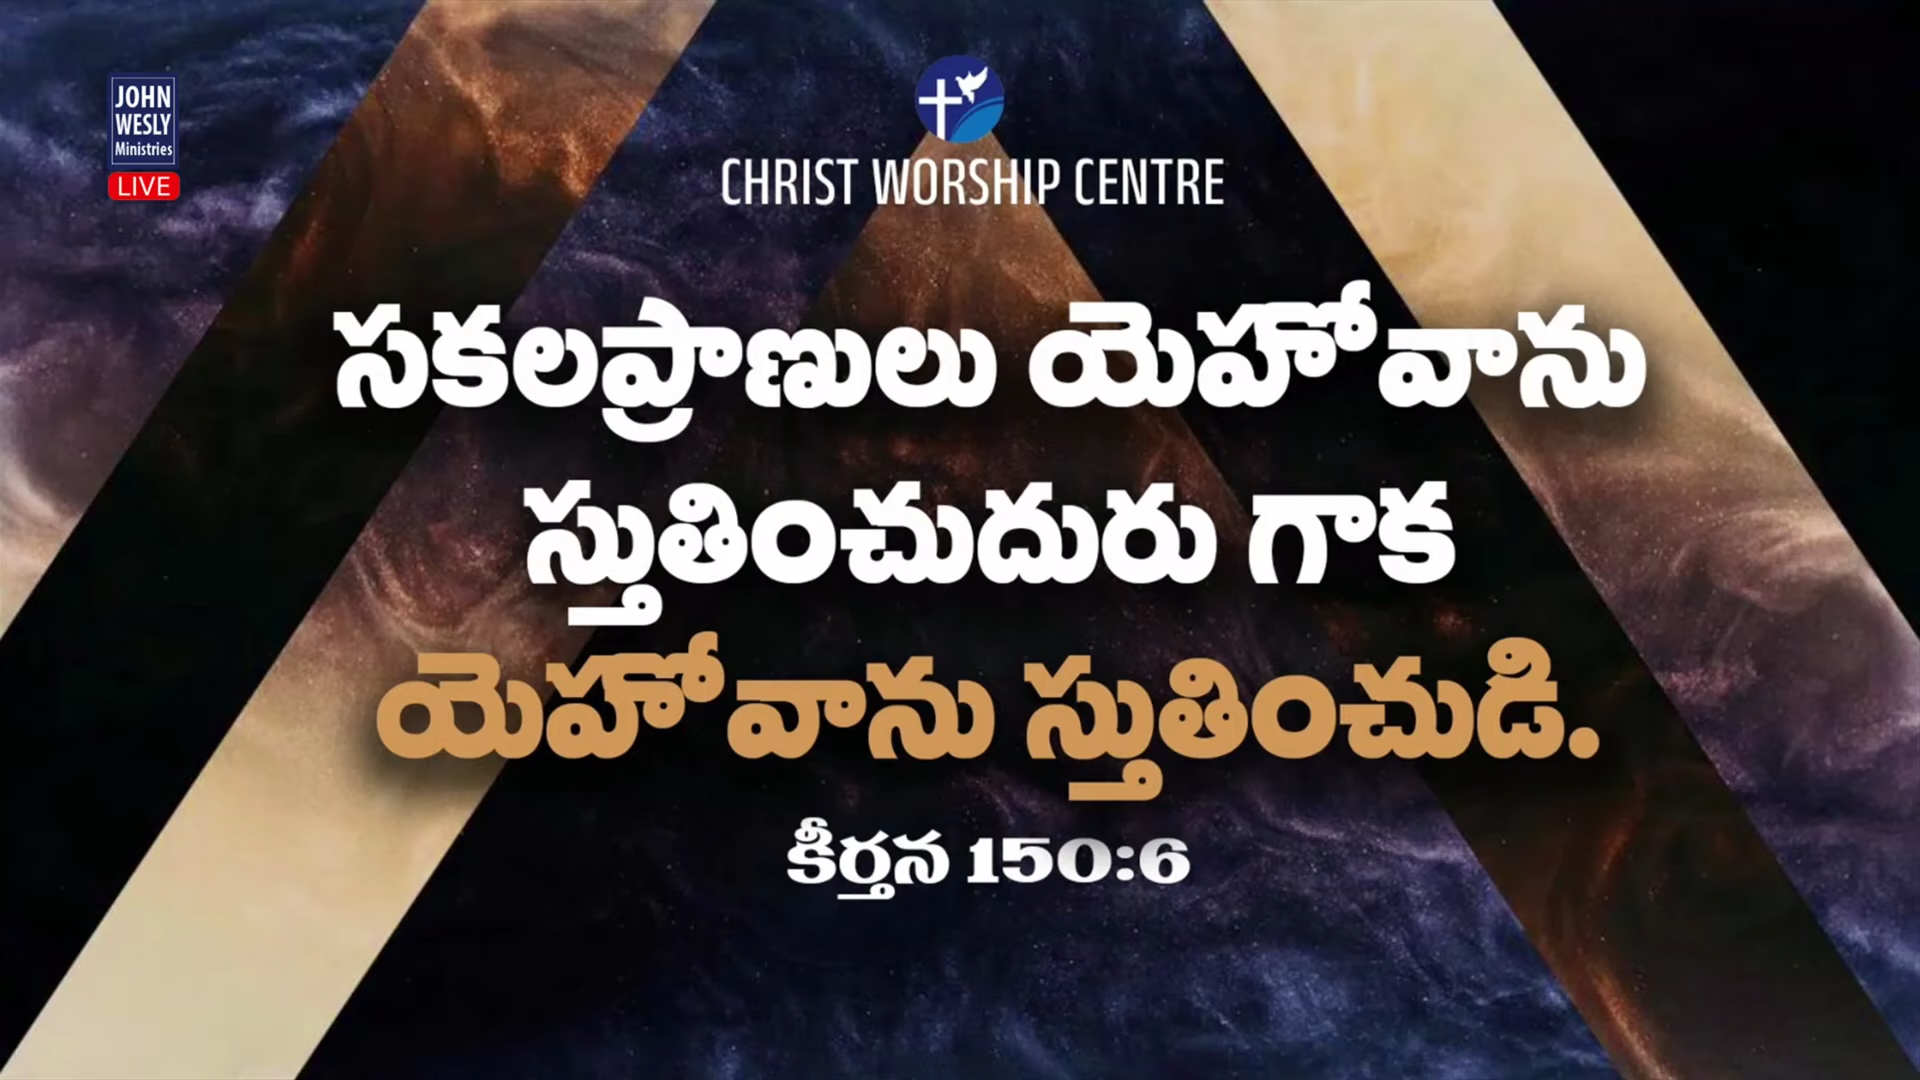 JOHN
WESLY
Ministries
LIVE
CHRIST WORSHIP CENTRE
సకలప్రాణులు యెహోవాను
స్తుతించుదురు గాక
యెహోవాను స్తుతించుడి.
కీర్తన 150:6